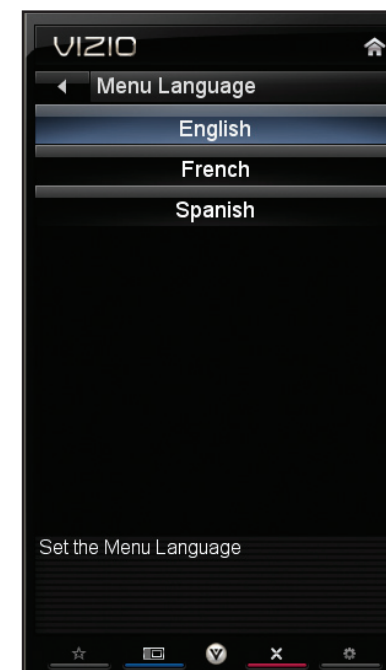 VIZIO
Menu Language
English
French
Spanish
Set the Menu Language
V